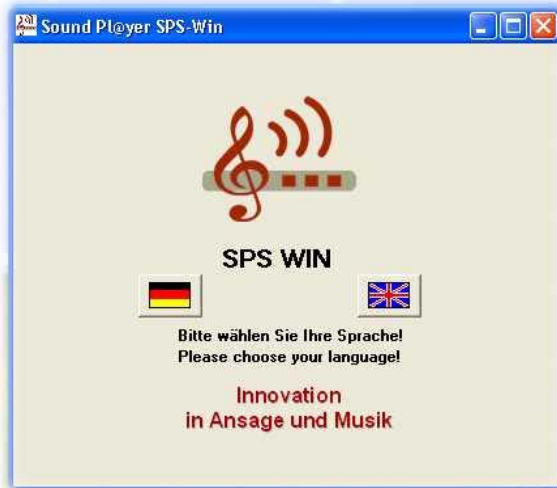 Sound Pl@yer SPS-Win
SPS WIN
Bitte wählen Sie Ihre Sprache!
Please choose your language!
Innovation
in Ansage und Musik